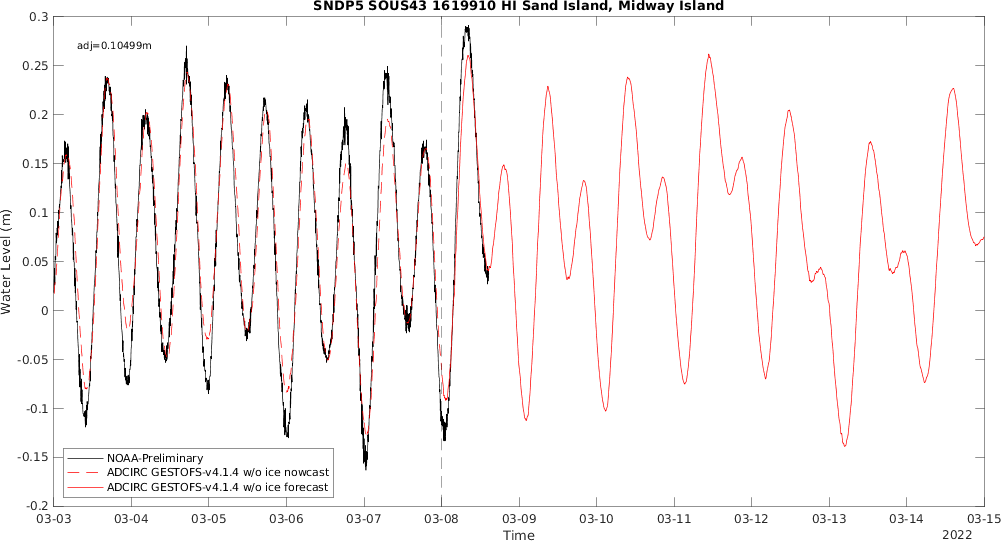 SNDP5 SOUS43 1619910 HI Sand Island, Midway Island
adj=0.10499m
0.3
0.25
0.2
0.15
0.1
0.05
0
-0.05
-0.1
-0.15
-0.2
Water Level (m)
NOAA-Preliminary
ADCIRC GESTOFS-v4.1.4 w/o ice nowcast
ADCIRC GESTOFS-v4.1.4 w/o ice forecast
03-03 03-04 03-05 03-06 03-07 03-08 03-09 03-10 03-11 03-12 03-13 03-14 03-15
Time
2022